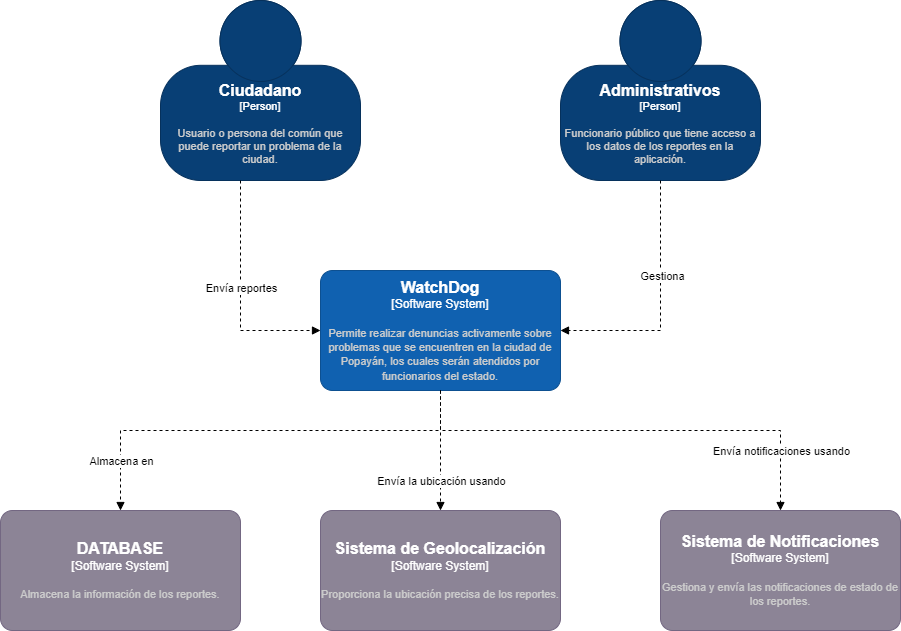 Ciudadano
[Person]
Usuario o persona del común que
puede reportar un problema de la
ciudad.
Administrativos
[Person]
Funcionario público que tiene acceso a
los datos de los reportes en la
aplicación.
Envía reportes
Gestiona
WatchDog
[Software System]
Permite realizar denuncias activamente sobre
problemas que se encuentren en la ciudad de
Popayán, los cuales serán atendidos por
funcionarios del estado.
Almacena en
Envía la ubicación usando
Envía notificaciones usando
DATABASE
[Software System]
Almacena la información de los reportes.
Sistema de Geolocalización
[Software System]
Proporciona la ubicación precisa de los reportes.
Sistema de Notificaciones
[Software System]
Gestiona y envía las notificaciones de estado de
los reportes.